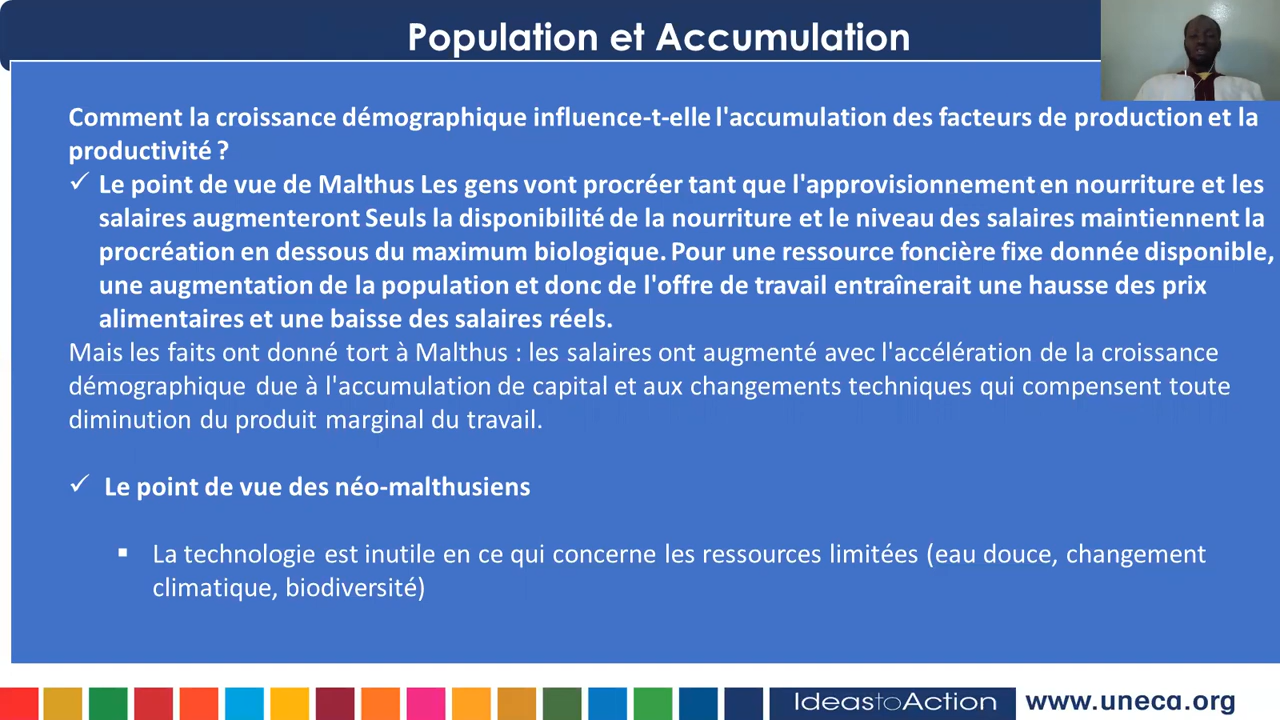 Population et Accumulation
Comment la croissance démographique influence-t-elle l'accumulation des facteurs de production et la
productivité ?
✓ Le point de vue de Malthus Les gens vont procréer tant que l'approvisionnement en nourriture et les
salaires augmenteront Seuls la disponibilité de la nourriture et le niveau des salaires maintiennent la
procréation en dessous du maximum biologique. Pour une ressource foncière fixe donnée disponible,
une augmentation de la population et donc de l'offre de travail entraînerait une hausse des prix
alimentaires et une baisse des salaires réels.
Mais les faits ont donné tort à Malthus : les salaires ont augmenté avec l'accélération de la croissance
démographique due à l'accumulation de capital et aux changements techniques qui compensent toute
diminution du produit marginal du travail.
✓ Le point de vue des néo-malthusiens
▪ La technologie est inutile en ce qui concerne les ressources limitées (eau douce, changement
climatique, biodiversité)
IdeastoAction www.uneca.org